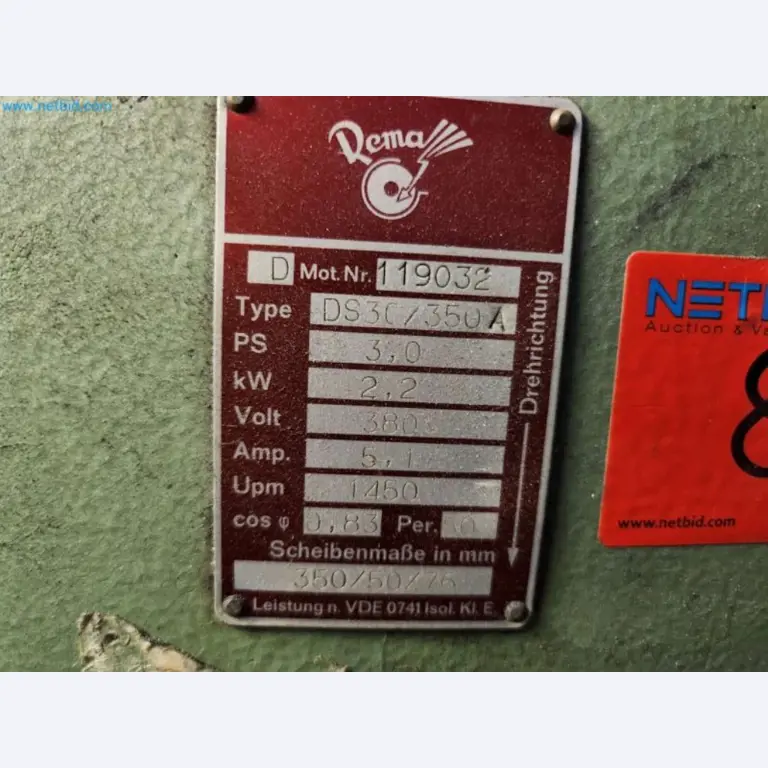 www.netbid.com
Rema
D Mot.Nr. 119032
Type DS30/350A
PS 3,0
kW 2,2
Volt 380
Amp. 5,1
Upm 1450
cos φ 0,83 Per.
Drehrichtung
Scheibenmaße in mm
350/50/76
Leistung n. VDE 0741 Isol. Kl. E.
Auction &
8
www.netbid.com